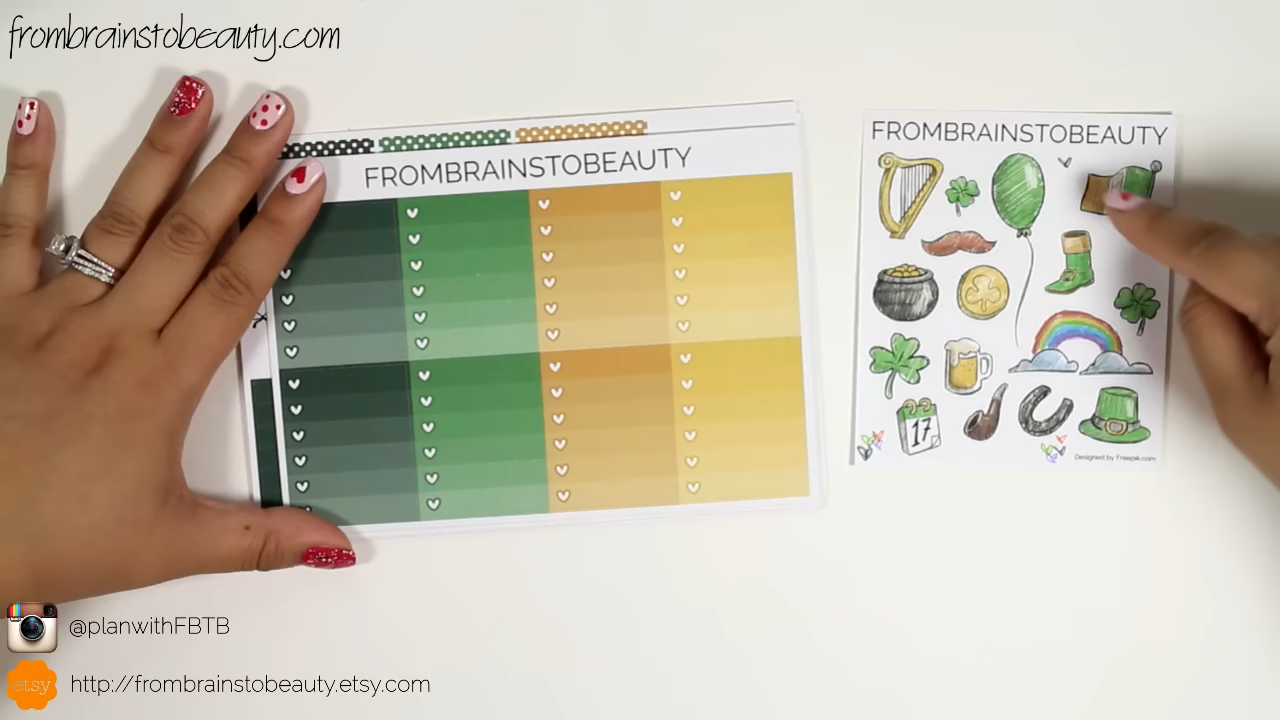 frombrainstobeauty.com
FROMBRAINSTOBEAUTY
FROMBRAINSTOBEAUTY
17
Designed by Freepik.com
@planwithFBTB
etsy
http://frombrainstobeauty.etsy.com